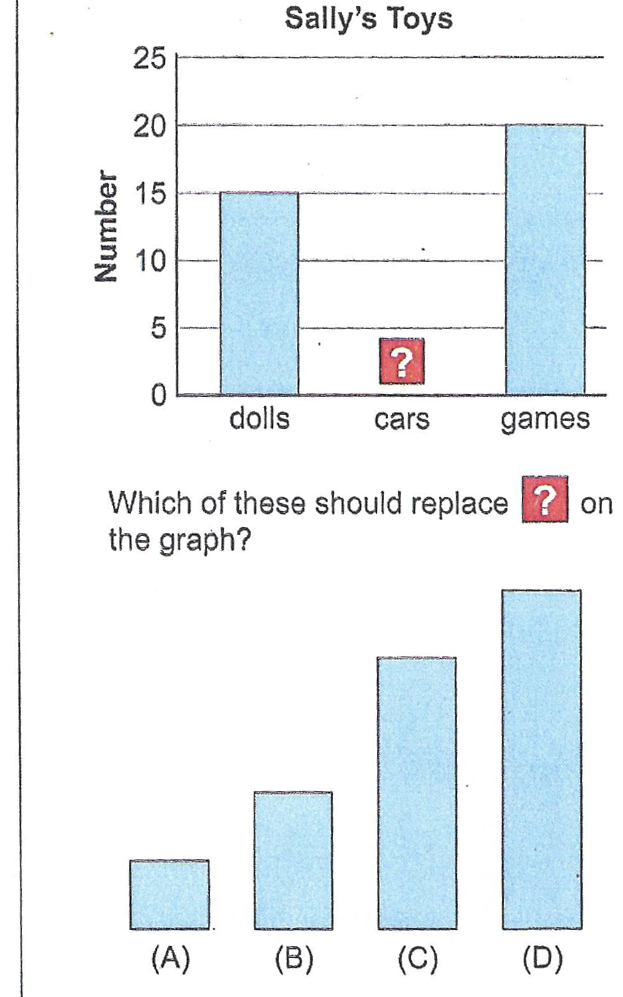 Sally's Toys
Number
25
20
15
10
5
0
?
dolls cars games
Which of these should replace ? on
the graph?
(A) (B) (C) (D)